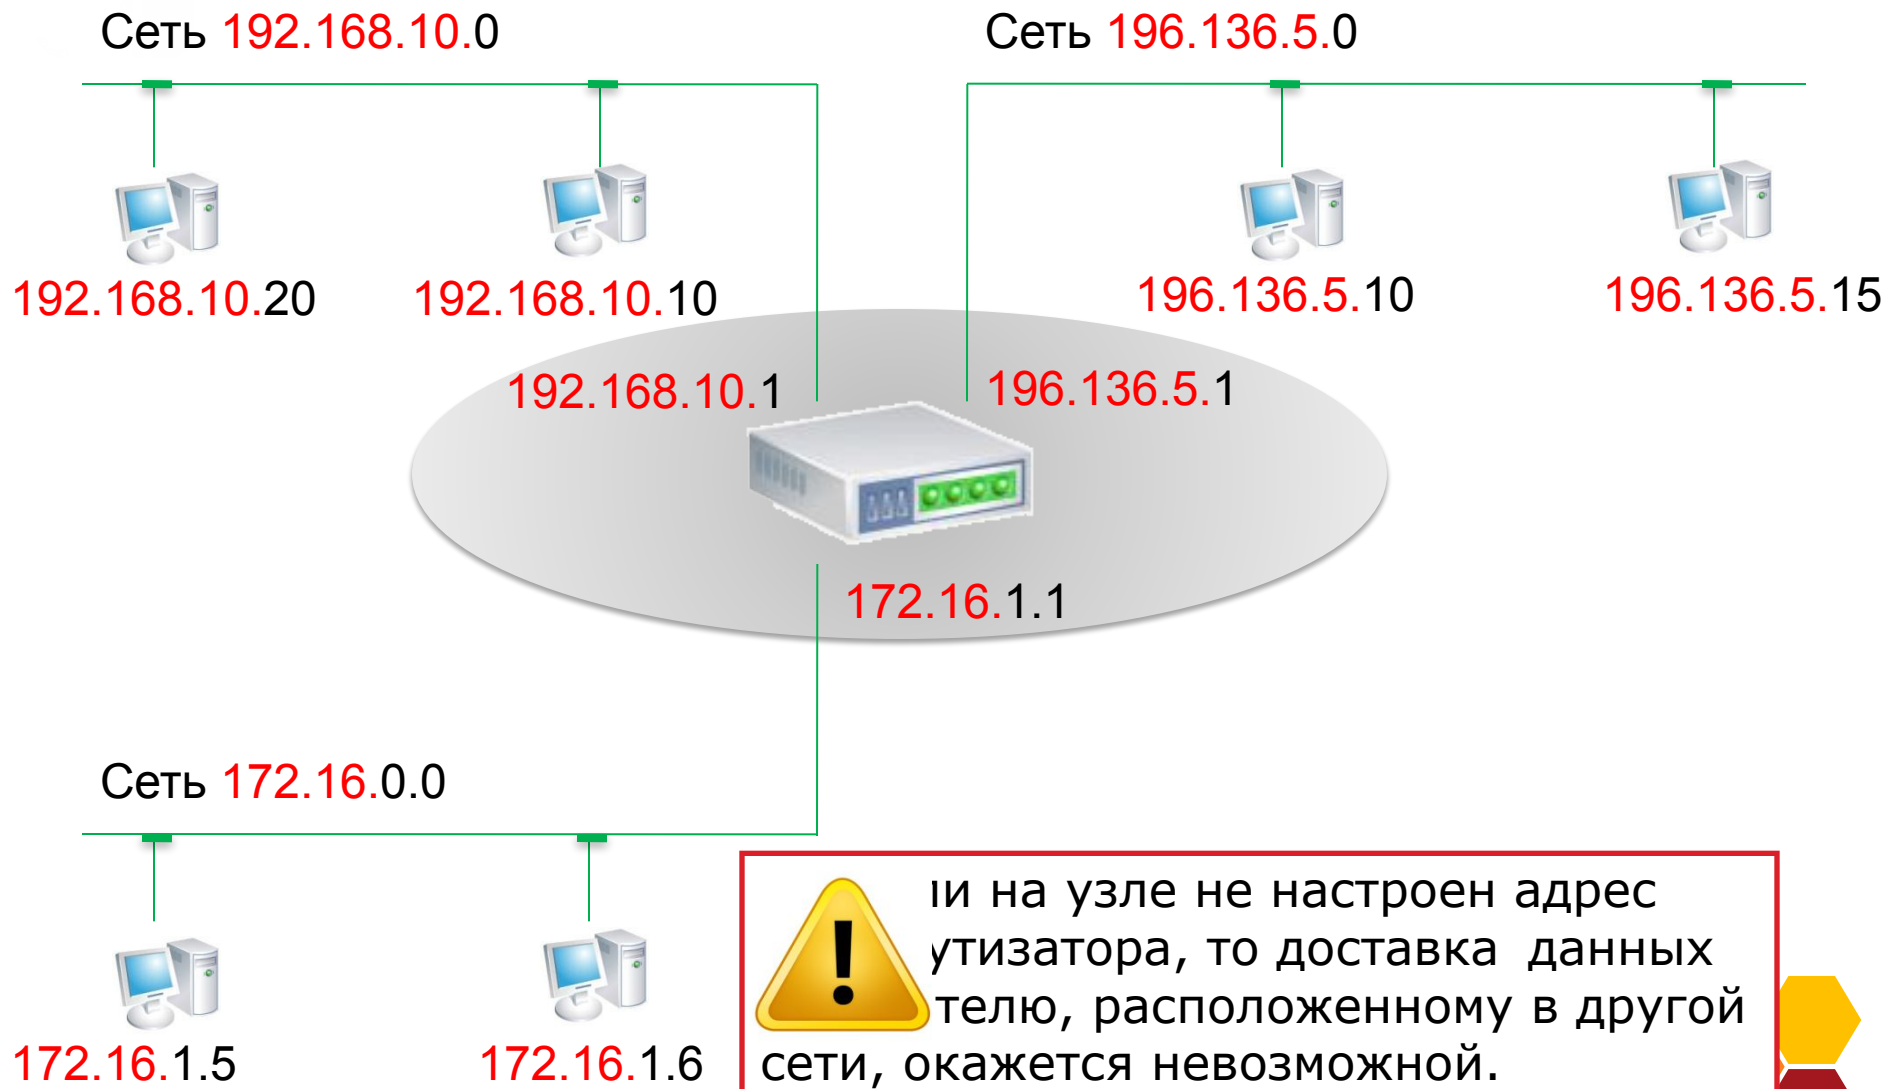 Сеть 192.168.10.0
Сеть 196.136.5.0
192.168.10.20
192.168.10.10
196.136.5.10
196.136.5.15
192.168.10.1
196.136.5.1
172.16.1.1
Сеть 172.16.0.0
172.16.1.5
172.16.1.6
на узле не настроен адрес
то доставка данных
расположенному в другой
сети, окажется невозможной.